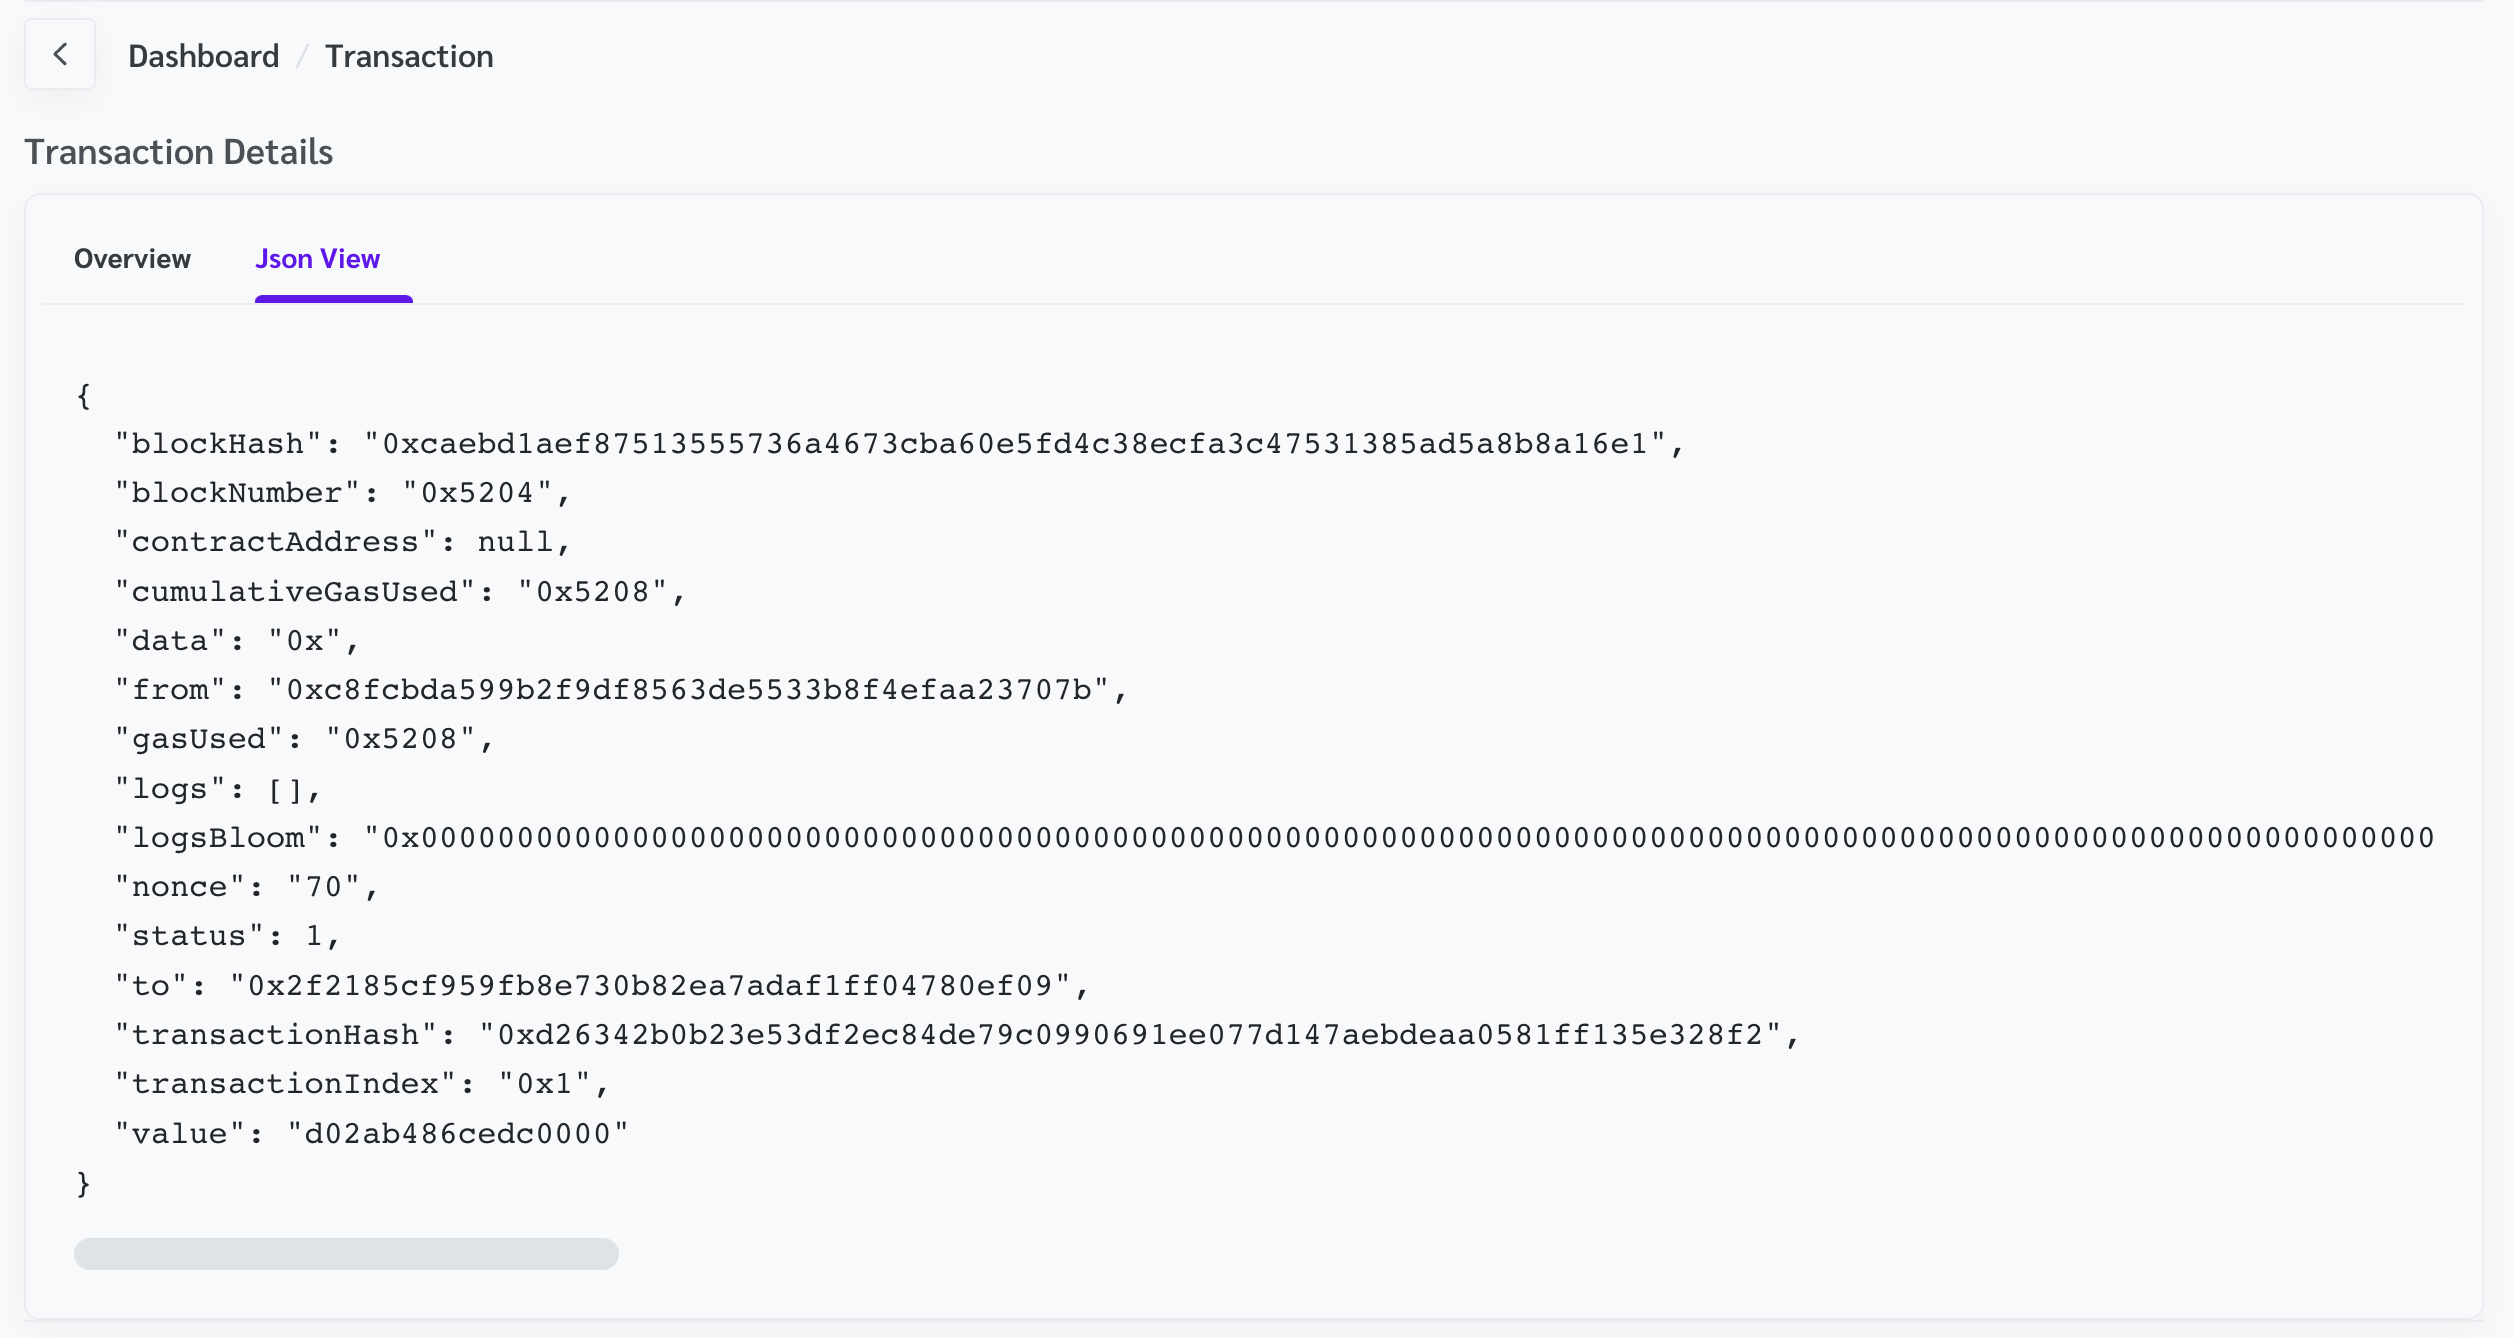 Dashboard / Transaction
Transaction Details
Overview Json View
{
"blockHash": "0xcaebd1aef87513555736a4673cba60e5fd4c38ecfa3c47531385ad5a8b8a16e1",
"blockNumber": "0x5204",
"contractAddress": null,
"cumulativeGasUsed": "0x5208",
"data": "0x",
"from": "0xc8fcbda599b2f9df8563de5533b8f4efaa23707b",
"gasUsed": "0x5208",
"logs": [],
"logsBloom": "0x000000000000000000000000000000000000000000000000000000000000000000000000000000000000000000000000000000000
"nonce": "70",
"status": 1,
"to": "0x2f2185cf959fb8e730b82ea7adaf1ff04780ef09",
"transactionHash": "0xd26342b0b23e53df2ec84de79c0990691ee077d147aebdeaa0581ff135e328f2",
"transactionIndex": "0x1",
"value": "d02ab486cedc0000"
}